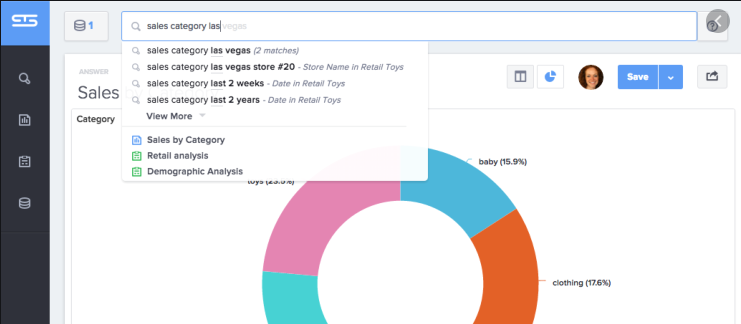 1
sales category las vegas
sales category las vegas (2 matches)
sales category las vegas store #20 - Store Name in Retail Toys
sales category last 2 weeks - Date in Retail Toys
sales category last 2 years - Date in Retail Toys
View More
Sales by Category
Retail analysis
Demographic Analysis
ANSWER
Sales
Save
Category
baby (15.9%)
toys (23.5%)
clothing (17.6%)